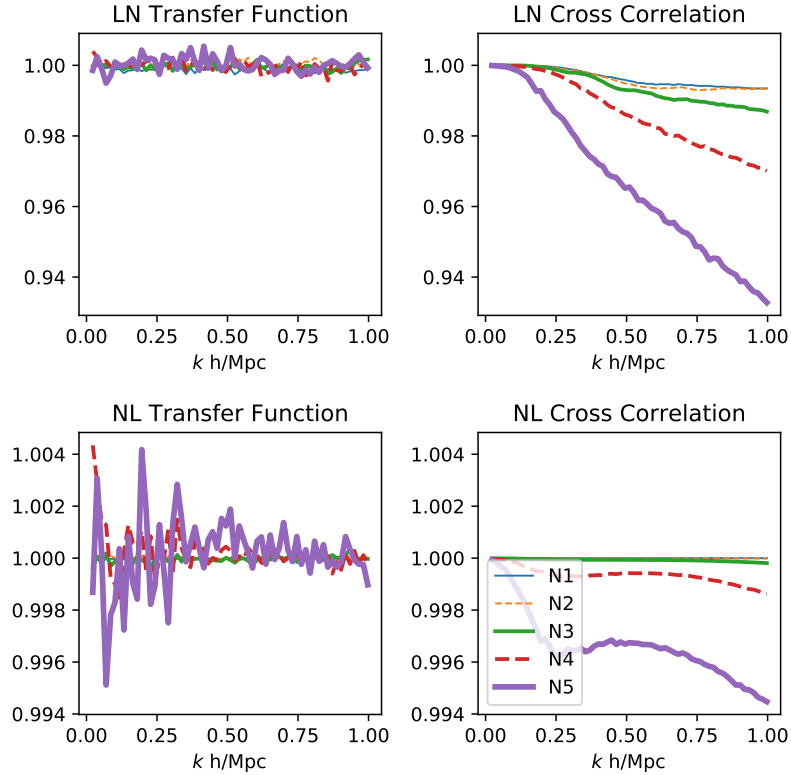 LN Transfer Function
1.00
0.98
0.96
0.94
0.00 0.25 0.50 0.75 1.00
k h/Mpc
LN Cross Correlation
1.00
0.98
0.96
0.94
0.00 0.25 0.50 0.75 1.00
k h/Mpc
NL Transfer Function
1.004
1.002
1.000
0.998
0.996
0.994
0.00 0.25 0.50 0.75 1.00
k h/Mpc
NL Cross Correlation
1.004
1.002
1.000
0.998
0.996
0.994
N1
N2
N3
N4
N5
0.00 0.25 0.50 0.75 1.00
k h/Mpc